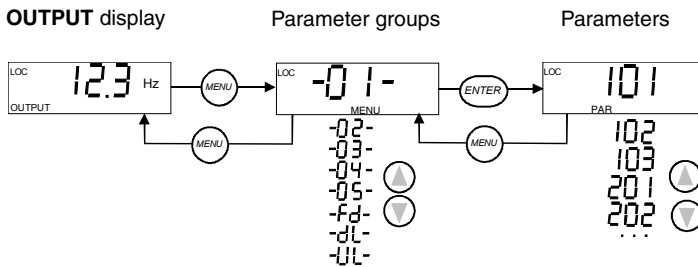 OUTPUT display
Parameter groups
Parameters
LOC
12.3 Hz
OUTPUT
MENU
MENU
LOC
-01-
MENU
-02-
-03-
-04-
-05-
-Fd-
-dL-
-UL-
ENTER
MENU
LOC
101
PAR
102
103
201
202
...